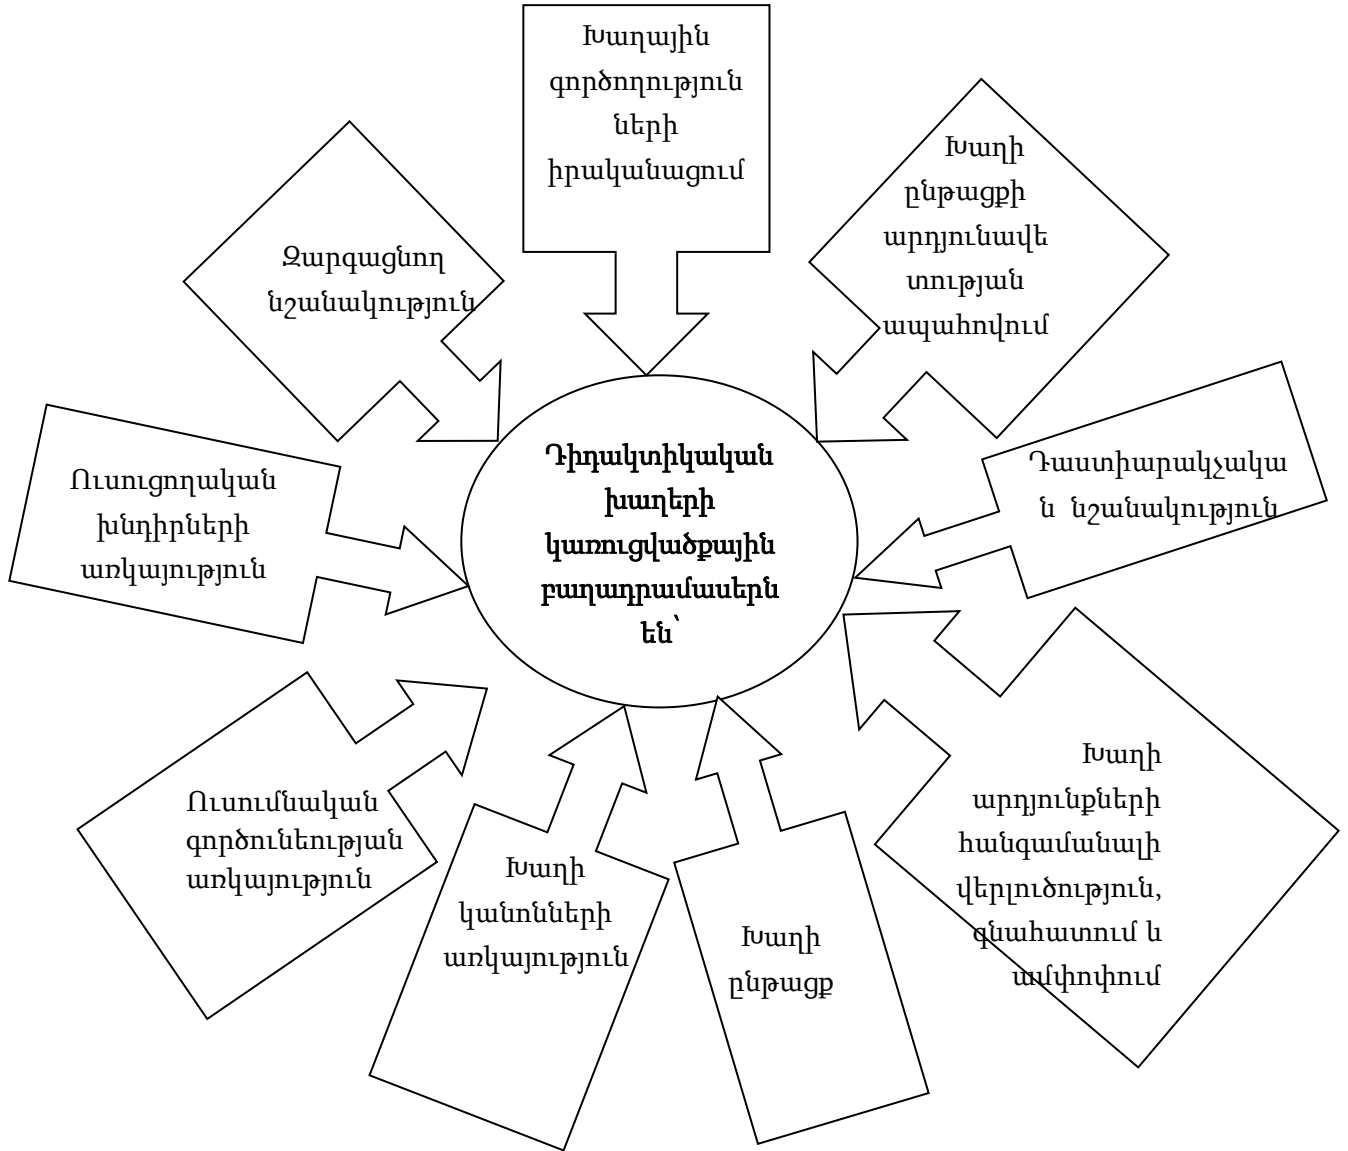 Խաղային
գործողություն
ների
իրականացում
Խաղի
ընթացքի
արդյունավե
տության
ապահովում
Զարգացնող
նշանակություն
Դաստիարակչակա
ն նշանակություն
Ուսուցողական
խնդիրների
առկայություն
Դիդակտիկական
խաղերի
կառուցվածքային
բաղադրամասերն
են՝
Խաղի
արդյունքների
հանգամանալի
վերլուծություն,
գնահատում և
ամփոփում
Ուսումնական
գործունեության
առկայություն
Խաղի
կանոնների
առկայություն
Խաղի
ընթացք